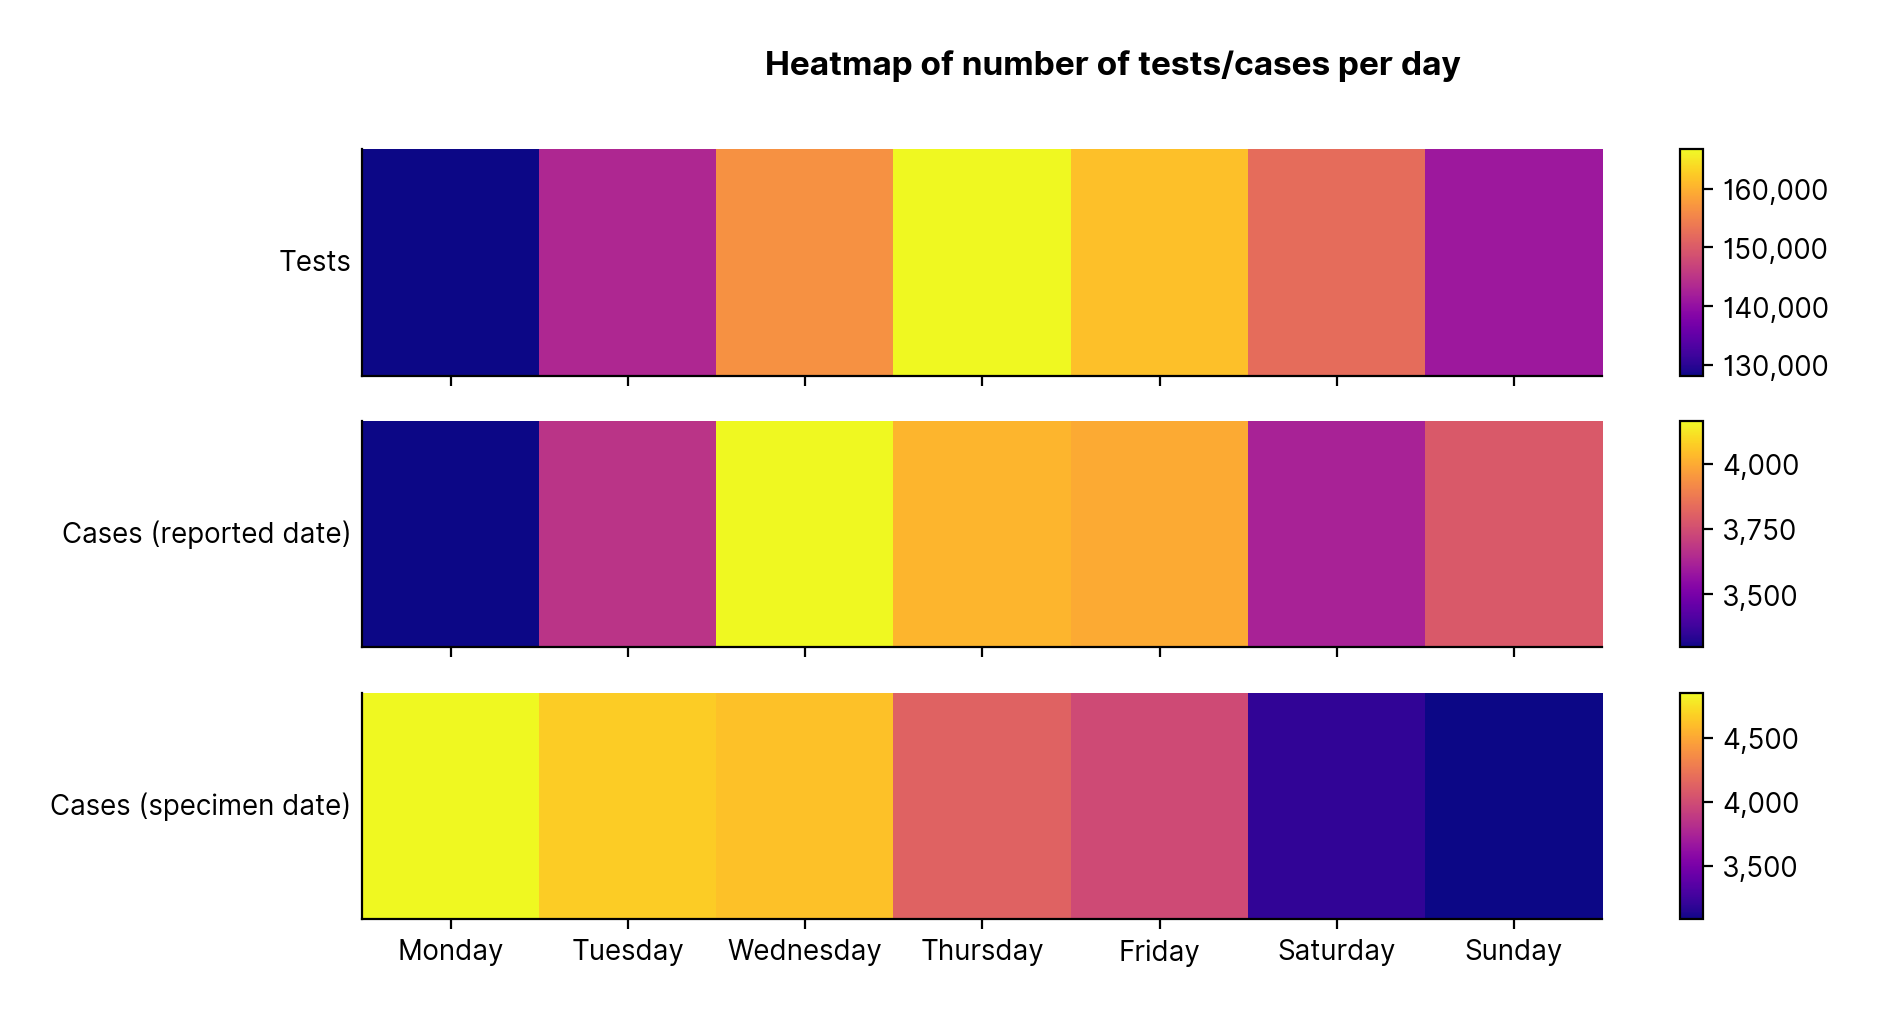 Heatmap of number of tests/cases per day
Tests
160,000
150,000
140,000
130,000
Cases (reported date)
4,000
3,750
3,500
Cases (specimen date)
4,500
4,000
3,500
Monday Tuesday Wednesday Thursday Friday Saturday Sunday